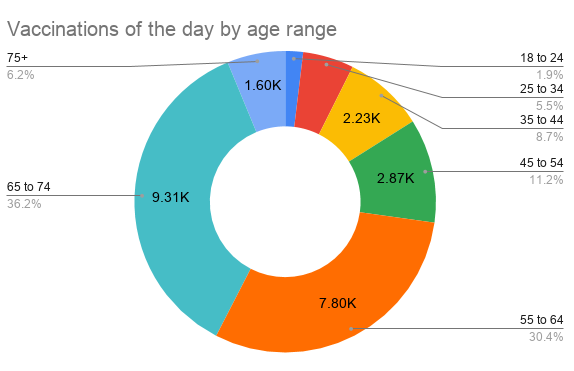 Vaccinations of the day by age range
75+
6.2%
18 to 24
1.9%
25 to 34
5.5%
35 to 44
8.7%
45 to 54
11.2%
55 to 64
30.4%
65 to 74
36.2%
1.60K
2.23K
2.87K
9.31K
7.80K